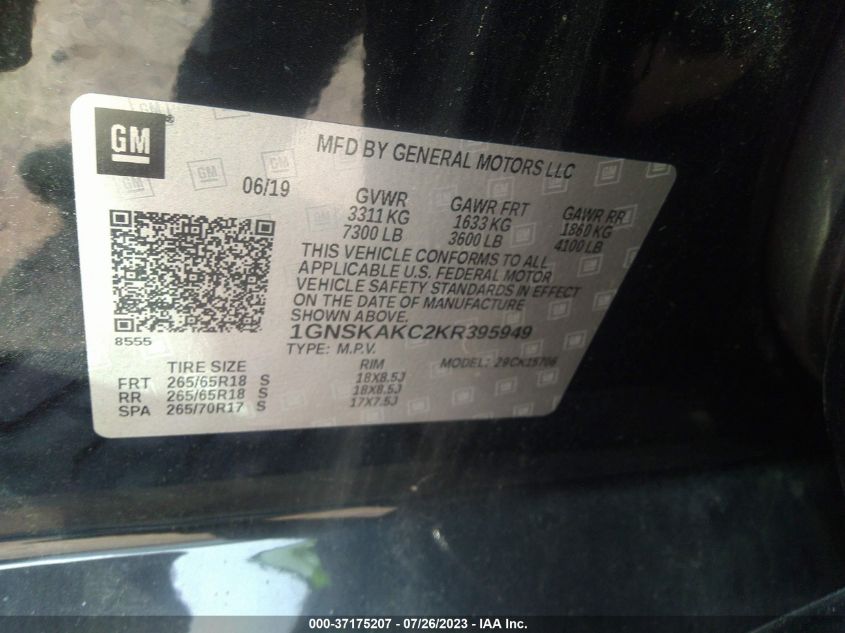 GM
MFD BY GENERAL MOTORS LLC
06/19
GVWR GAWR FRT GAWR RR
3311 KG 1633 KG 1860 KG
7300 LB 3600 LB 4100 LB
THIS VEHICLE CONFORMS TO ALL
APPLICABLE U.S. FEDERAL MOTOR
VEHICLE SAFETY STANDARDS IN EFFECT
ON THE DATE OF MANUFACTURE
SHOWN ABOVE.
8555
1GNSKAKC2KR395949
TYPE: M.P.V. MODEL: 29CK15706
TIRE SIZE RIM
FRT 265/65R18 S 18X8.5J
RR 265/65R18 S 18X8.5J
SPA 265/70R17 S 17X7.5J
000-37175207 - 07/26/2023 - IAA Inc.